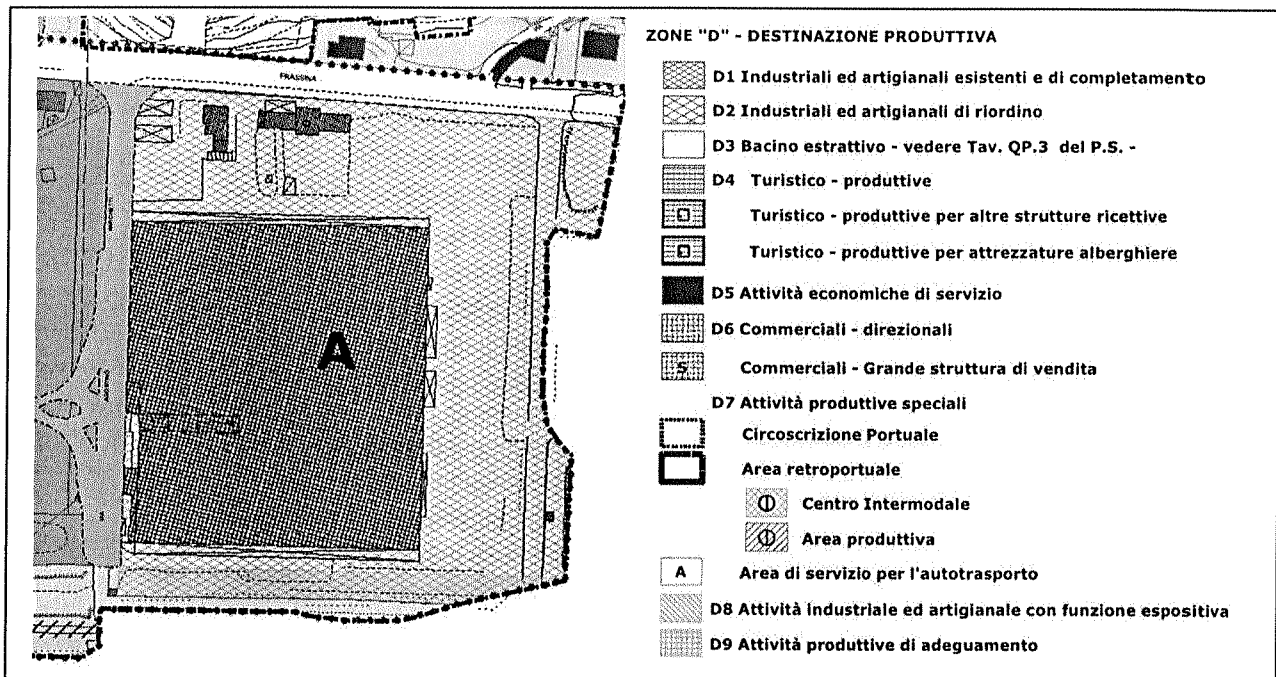 FRASSINA
A
ZONE "D" - DESTINAZIONE PRODUTTIVA
D1 Industriali ed artigianali esistenti e di completamento
D2 Industriali ed artigianali di riordino
D3 Bacino estrattivo - vedere Tav. QP.3 del P.S. -
D4 Turistico - produttive
Turistico - produttive per altre strutture ricettive
Turistico - produttive per attrezzature alberghiere
D5 Attività economiche di servizio
D6 Commerciali - direzionali
S Commerciali - Grande struttura di vendita
D7 Attività produttive speciali
Circoscrizione Portuale
Area retroportuale
Centro Intermodale
Area produttiva
A Area di servizio per l'autotrasporto
D8 Attività industriale ed artigianale con funzione espositiva
D9 Attività produttive di adeguamento